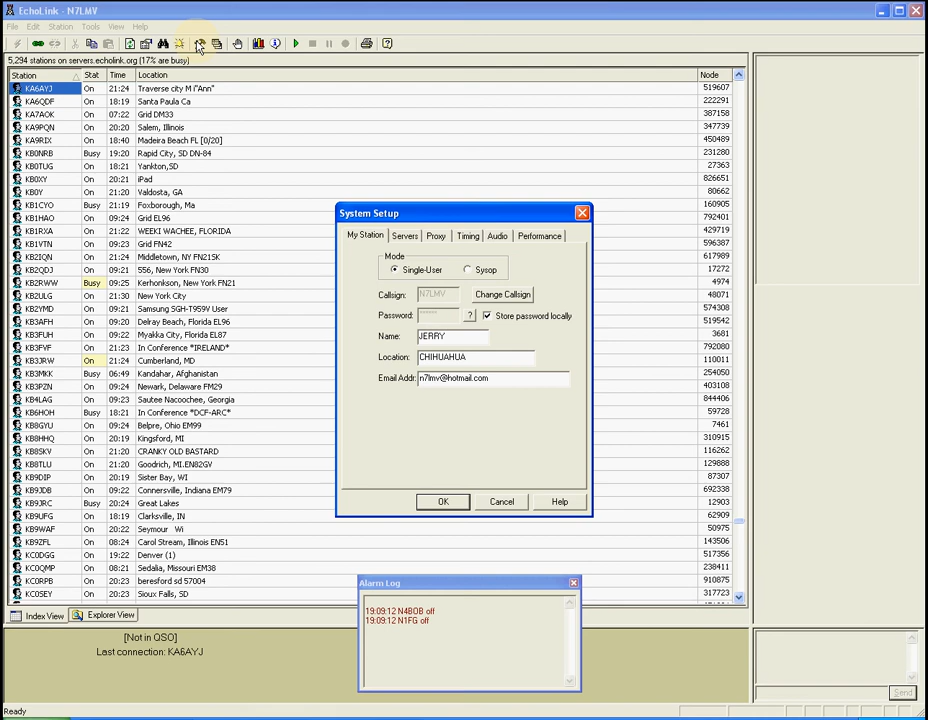 EchoLink - N7LMV
File Edit Station Tools View Help
5,294 stations on servers.echolink.org (17% are busy)
Station Stat Time Location Node
KA6AYJ On 21:24 Traverse city M i"Ann" 519607
KA6QDF On 18:19 Santa Paula Ca 222291
KA7AOK On 07:22 Grid DM33 387158
KA9PQN On 20:20 Salem, Illinois 347739
KA9RIX On 18:40 Madeira Beach FL [0/20] 450489
KB0NRB Busy 19:20 Rapid City, SD DN-84 231280
KB0TUG On 18:21 Yankton,SD 27363
KB0XY On 21:20 iPad 826651
KB0Y On 21:20 Valdosta, GA 80662
KB1CYO Busy 21:19 Foxborough, Ma 160905
KB1HAO On 09:24 Grid EL96 792401
KB1RXA On 21:22 WEEKI WACHEE, FLORIDA 429719
KB1VTN On 09:23 Grid FN42 596387
KB2IQN On 21:24 Middletown, NY FN21SK 617989
KB2QDJ On 09:21 556, New York FN30 17272
KB2RWW Busy 09:25 Kerhonkson, New York FN21 4974
KB2ULG On 21:30 New York City 48071
KB2YMD On 09:21 Samsung SGH-T959V User 574308
KB3AFH On 09:20 Delray Beach, Florida EL96 519542
KB3FUH On 09:22 Myakka City, Florida EL87 3681
KB3FVF On 21:23 In Conference *IRELAND* 792080
KB3JRW On 21:24 Cumberland, MD 110011
KB3MKK Busy 06:49 Kandahar, Afghanistan 254050
KB3PZN On 09:24 Newark, Delaware FM29 403108
KB4LAG On 09:23 Sautee Nacoochee, Georgia 844406
KB6HOH Busy 18:21 In Conference *DCF-ARC* 59728
KB8GYU On 09:24 Belpre, Ohio EM99 7461
KB8HHQ On 20:19 Kingsford, MI 310915
KB8SKV On 21:20 CRANKY OLD BASTARD 116262
KB8TLU On 21:20 Goodrich, MI.EN82GV 129888
KB9DIP On 20:19 Sister Bay, WI 87307
KB9JDB On 09:22 Connersville, Indiana EM79 692338
KB9JRC Busy 20:24 Great Lakes 12903
KB9UFG On 18:19 Clarksville, IN 62909
KB9WAF On 20:22 Seymour Wi 50975
KB9ZFL On 08:24 Carol Stream, Illinois EN51 143506
KC0DGG On 19:22 Denver (1) 517356
KC0QMP On 08:21 Sedalia, Missouri EM38 238411
KC0RPB On 20:23 beresford sd 57004 910875
KC0SEY On 20:23 Sioux Falls, SD 317723
Index View Explorer View
[Not in QSO]
Last connection: KA6AYJ
Send
Ready
System Setup
My Station Servers Proxy Timing Audio Performance
Mode
Single-User Sysop
Callsign: N7LMV Change Callsign
Password: ? Store password locally
Name: JERRY
Location: CHIHUAHUA
Email Addr: n7lmv@hotmail.com
OK Cancel Help
Alarm Log
19:09:12 N4BOB off
19:09:12 N1FG off